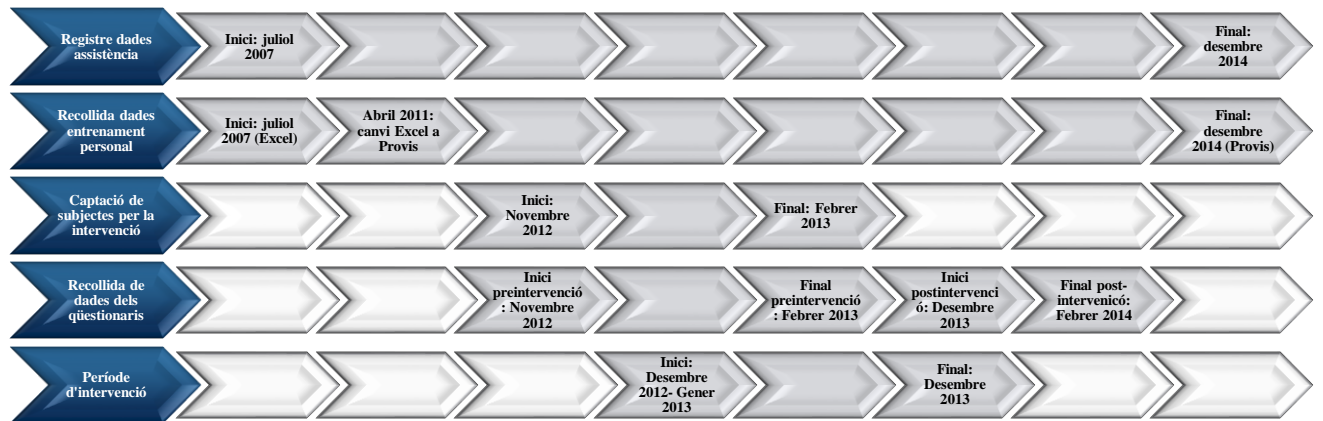 Registre dades
assistència
Inici: juliol
2007
Final:
desembre
2014
Recollida dades
entrenament
personal
Inici: juliol
2007 (Excel)
Abril 2011:
canvi Excel a
Provis
Final:
desembre
2014 (Provis)
Captació de
subjectes per la
intervenció
Inici:
Novembre
2012
Final: Febrer
2013
Recollida de
dades dels
qüestionaris
Inici
preintervenció
: Novembre
2012
Final
preintervenció
: Febrer 2013
Inici
postintervenci
ó: Desembre
2013
Final post-
intervenicó:
Febrer 2014
Període
d'intervenció
Inici:
Desembre
2012- Gener
2013
Final:
Desembre
2013